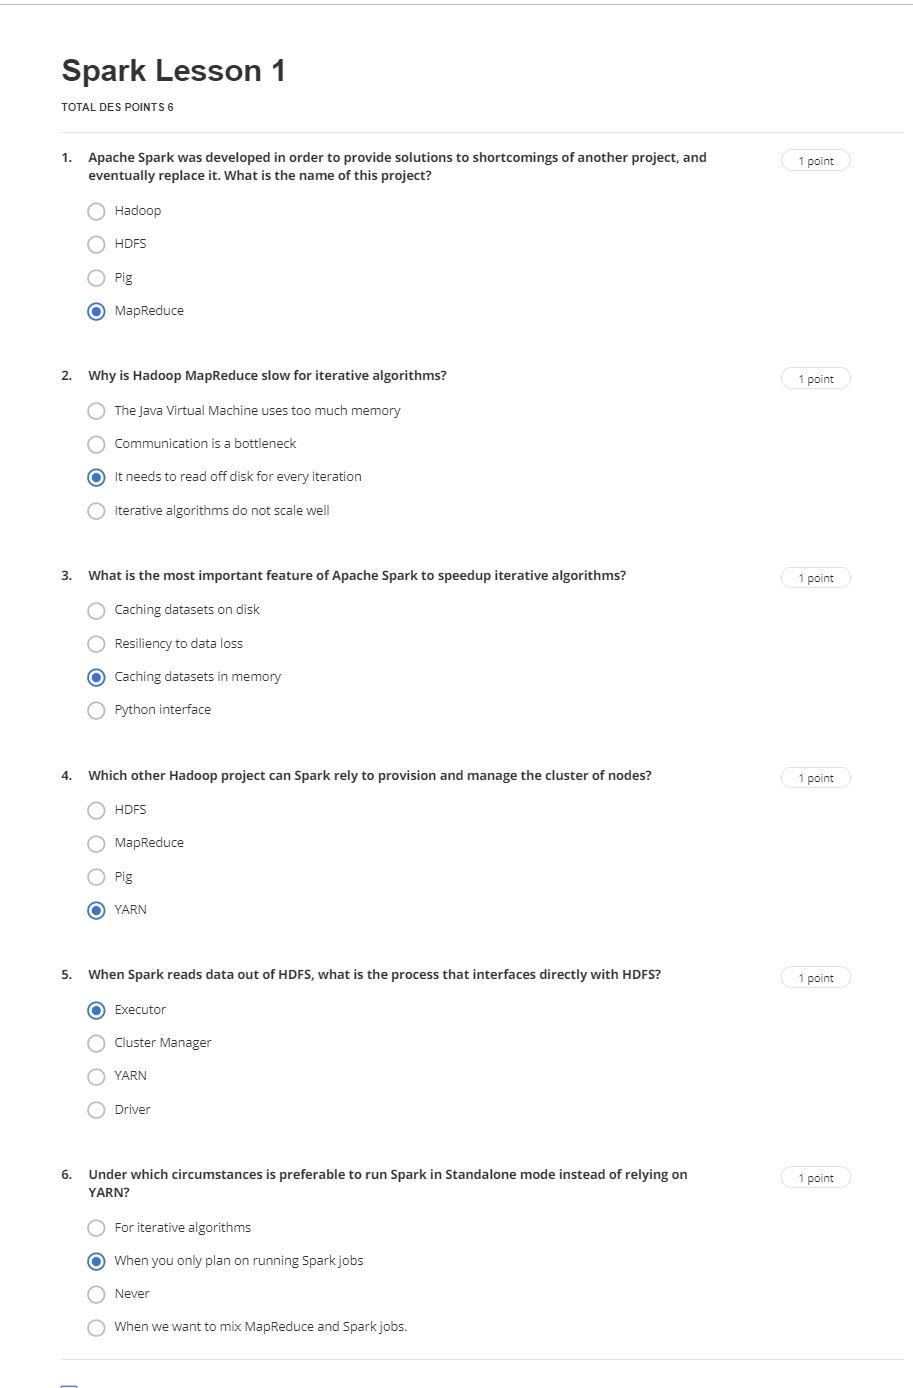 Spark Lesson 1
TOTAL DES POINTS 6
1. Apache Spark was developed in order to provide solutions to shortcomings of another project, and 1 point
eventually replace it. What is the name of this project?
Hadoop
HDFS
Pig
MapReduce
2. Why is Hadoop MapReduce slow for iterative algorithms? 1 point
The Java Virtual Machine uses too much memory
Communication is a bottleneck
It needs to read off disk for every iteration
Iterative algorithms do not scale well
3. What is the most important feature of Apache Spark to speedup iterative algorithms? 1 point
Caching datasets on disk
Resiliency to data loss
Caching datasets in memory
Python interface
4. Which other Hadoop project can Spark rely to provision and manage the cluster of nodes? 1 point
HDFS
MapReduce
Pig
YARN
5. When Spark reads data out of HDFS, what is the process that interfaces directly with HDFS? 1 point
Executor
Cluster Manager
YARN
Driver
6. Under which circumstances is preferable to run Spark in Standalone mode instead of relying on 1 point
YARN?
For iterative algorithms
When you only plan on running Spark jobs
Never
When we want to mix MapReduce and Spark jobs.